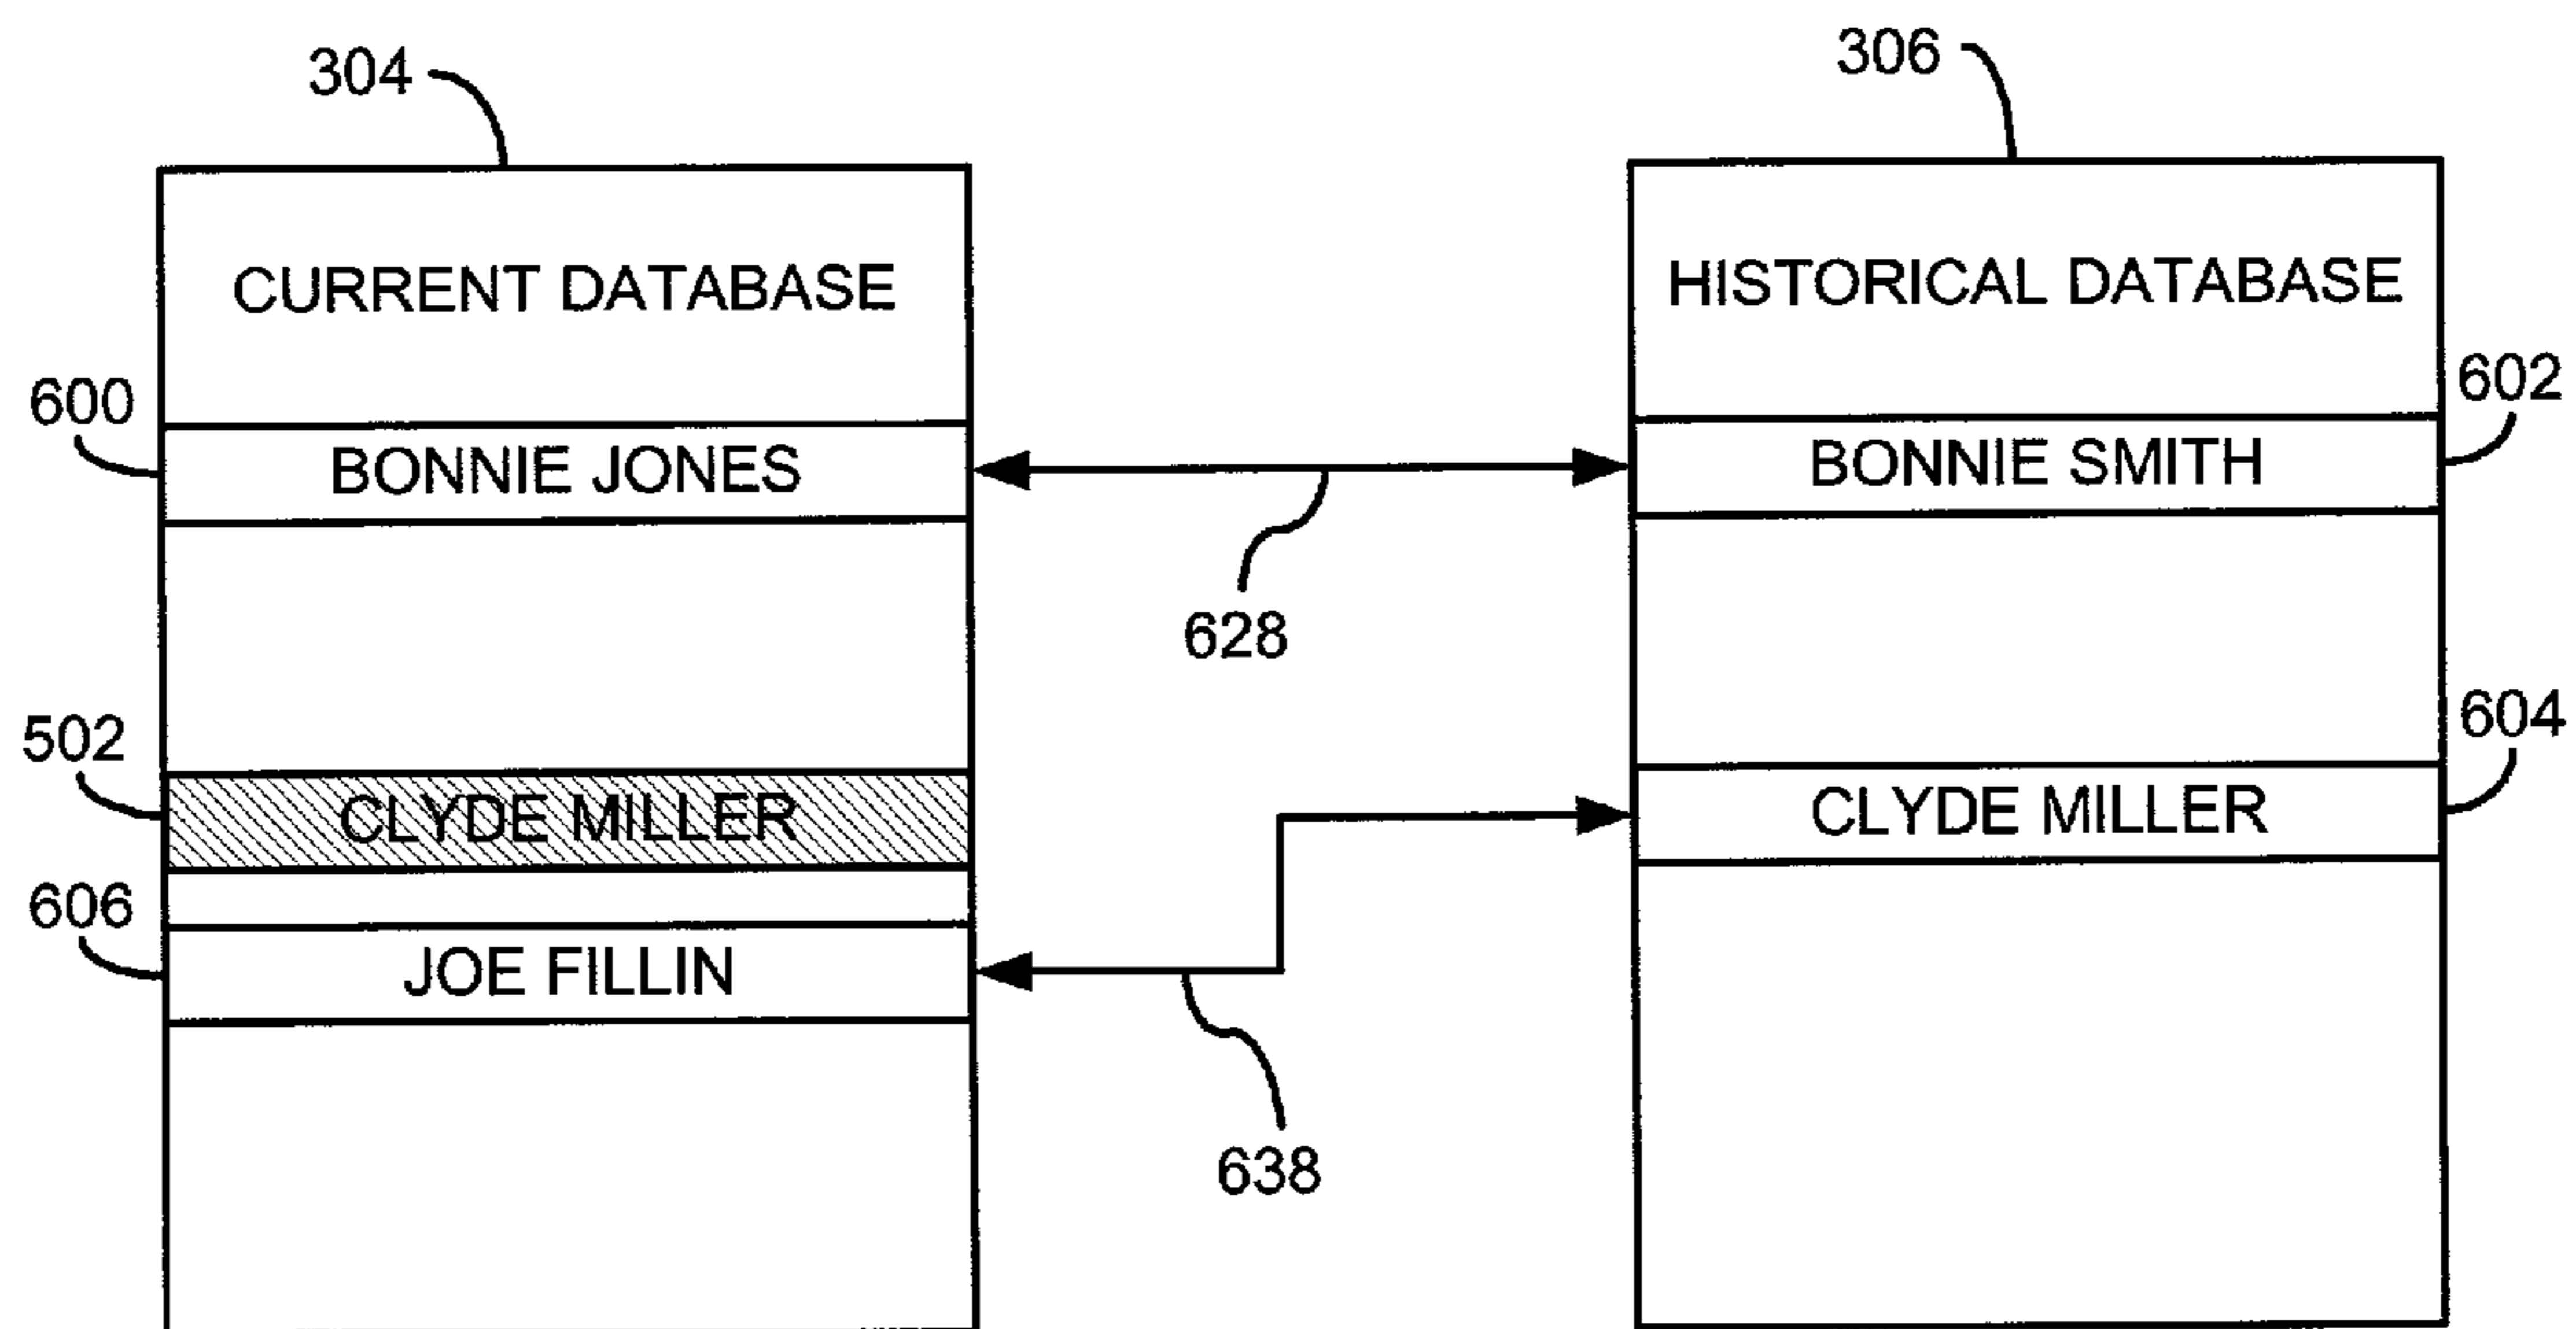 304
306
CURRENT DATABASE
HISTORICAL DATABASE
600
602
BONNIE JONES
BONNIE SMITH
628
502
604
CLYDE MILLER
CLYDE MILLER
606
JOE FILLIN
638